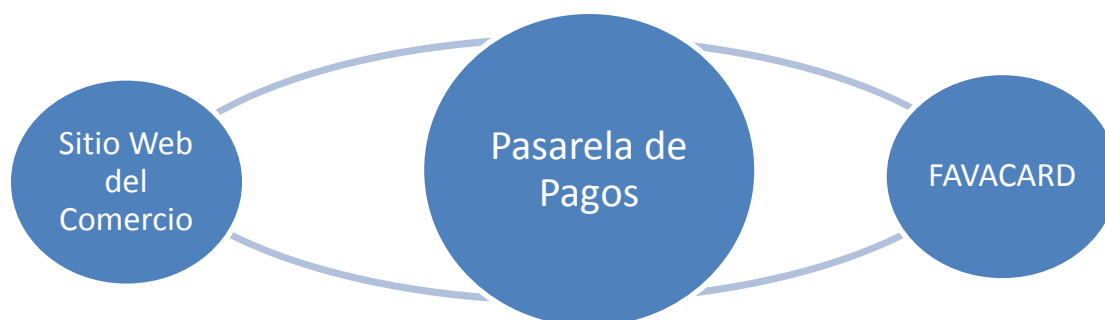 Sitio Web
del
Comercio
Pasarela de
Pagos
FAVACARD